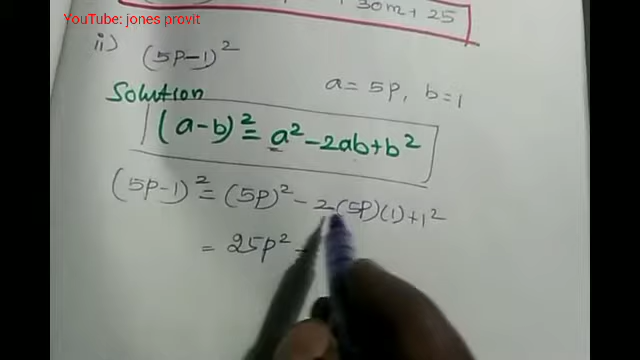 YouTube: jones provit
+ 30m + 25
ii) (5p-1)²
Solution a = 5p, b = 1
(a-b)² = a² - 2ab + b²
(5p-1)² = (5p)² - 2(5p)(1) + 1²
= 25p² -